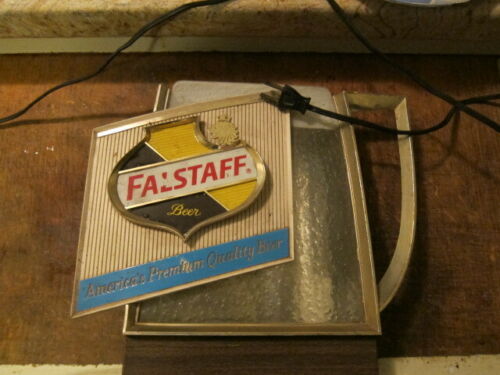 FALSTAFF®
Beer
America's Premium Quality Beer